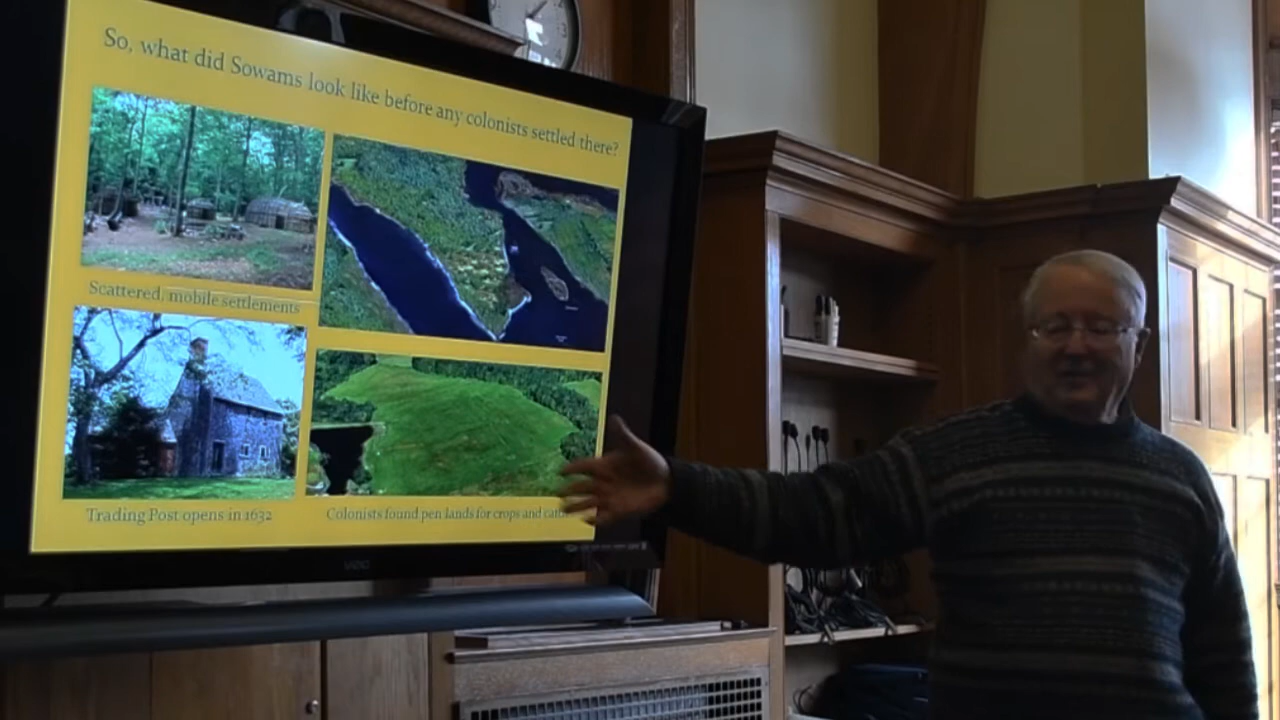 So, what did Sowams look like before any colonists settled there?
Scattered, mobile settlements
Trading Post opens in 1632
Colonists found pen lands for crops and
VIZIO